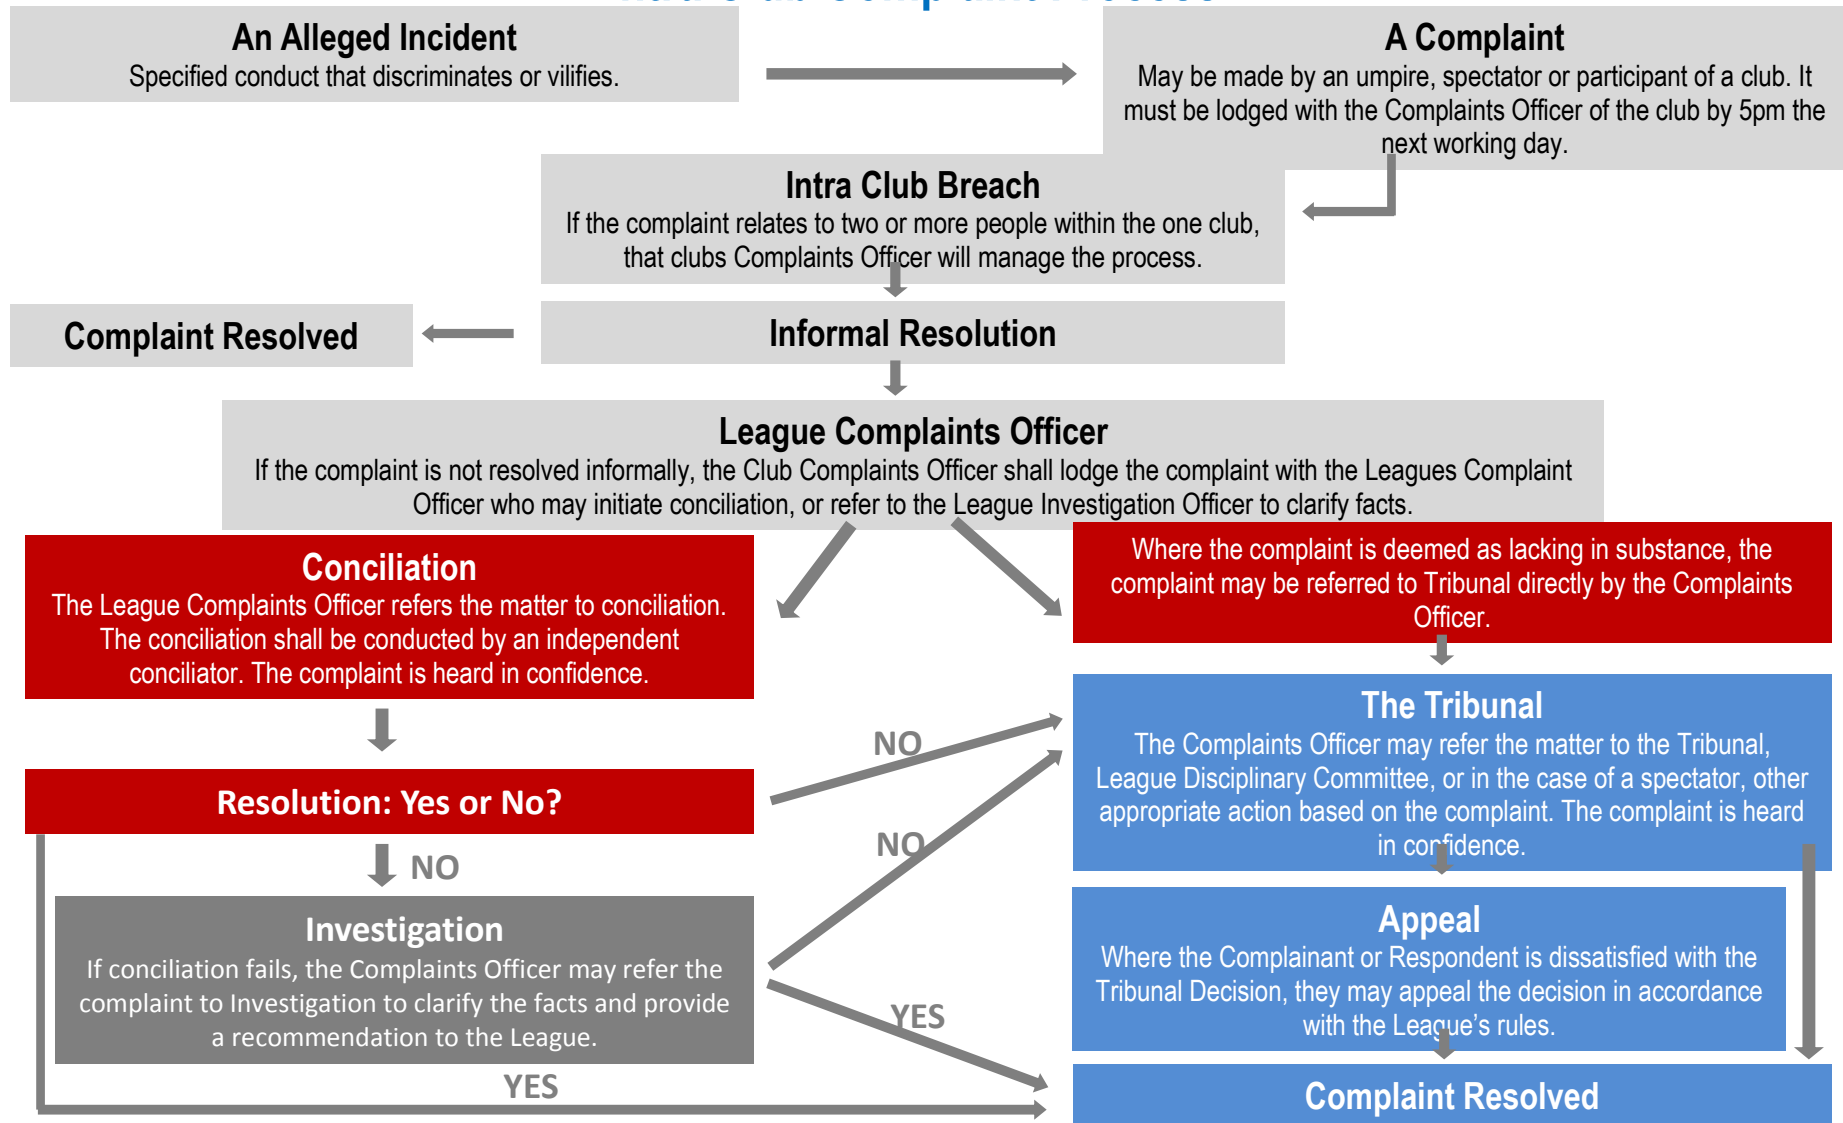 Club Complaint Process
An Alleged Incident
Specified conduct that discriminates or vilifies.
A Complaint
May be made by an umpire, spectator or participant of a club. It
must be lodged with the Complaints Officer of the club by 5pm the
next working day.
Intra Club Breach
If the complaint relates to two or more people within the one club,
that clubs Complaints Officer will manage the process.
Complaint Resolved
Informal Resolution
League Complaints Officer
If the complaint is not resolved informally, the Club Complaints Officer shall lodge the complaint with the Leagues Complaint
Officer who may initiate conciliation, or refer to the League Investigation Officer to clarify facts.
Conciliation
The League Complaints Officer refers the matter to conciliation.
The conciliation shall be conducted by an independent
conciliator. The complaint is heard in confidence.
Where the complaint is deemed as lacking in substance, the
complaint may be referred to Tribunal directly by the Complaints
Officer.
Resolution: Yes or No?
NO
NO
NO
The Tribunal
The Complaints Officer may refer the matter to the Tribunal,
League Disciplinary Committee, or in the case of a spectator, other
appropriate action based on the complaint. The complaint is heard
in confidence.
Investigation
If conciliation fails, the Complaints Officer may refer the
complaint to Investigation to clarify the facts and provide
a recommendation to the League.
YES
YES
Appeal
Where the Complainant or Respondent is dissatisfied with the
Tribunal Decision, they may appeal the decision in accordance
with the League's rules.
Complaint Resolved